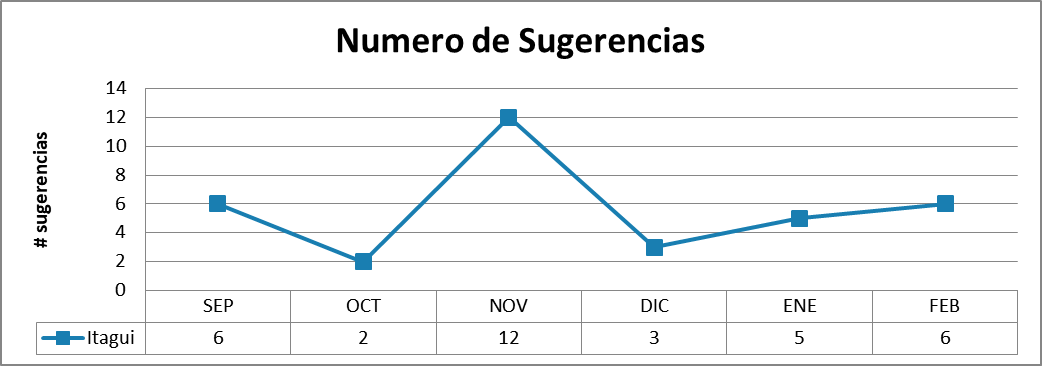 Numero de Sugerencias
# sugerencias
14
12
10
8
6
4
2
0
SEP OCT NOV DIC ENE FEB
Itagui 6 2 12 3 5 6